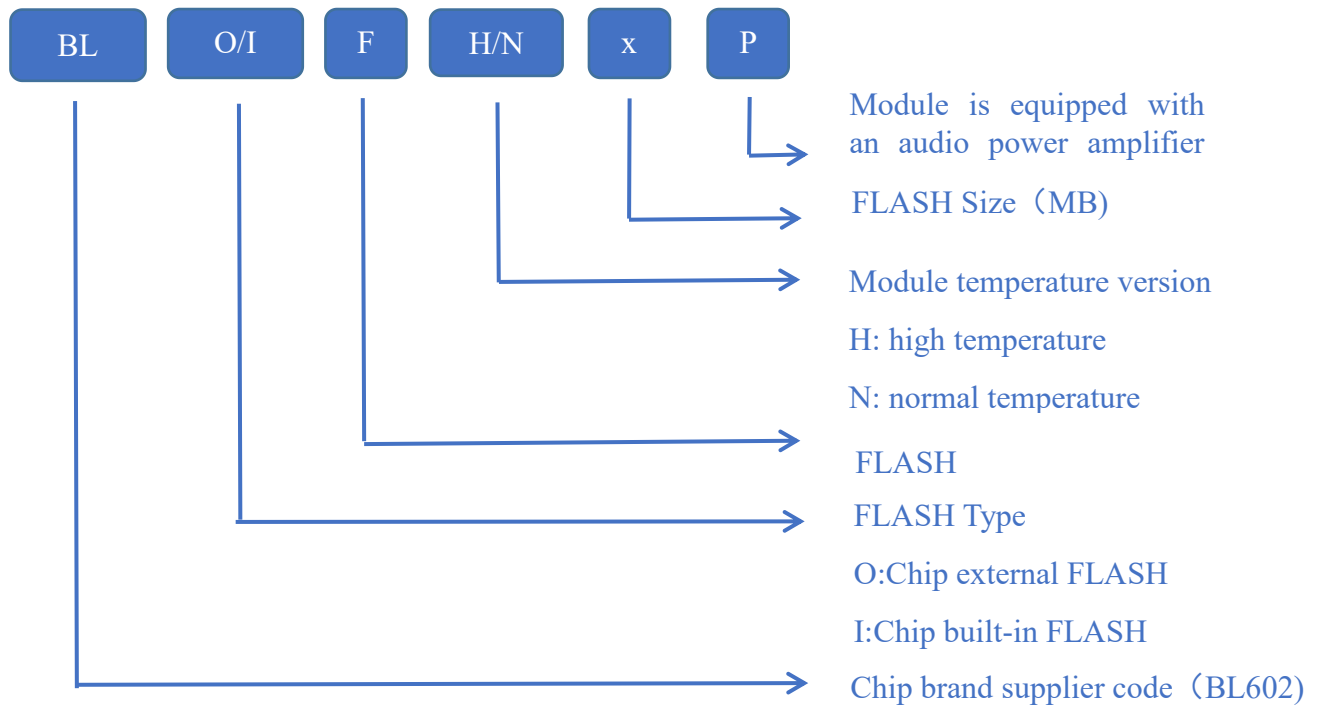 BL O/I F H/N x P
Module is equipped with
an audio power amplifier
FLASH Size（MB)
Module temperature version
H: high temperature
N: normal temperature
FLASH
FLASH Type
O:Chip external FLASH
I:Chip built-in FLASH
Chip brand supplier code（BL602)